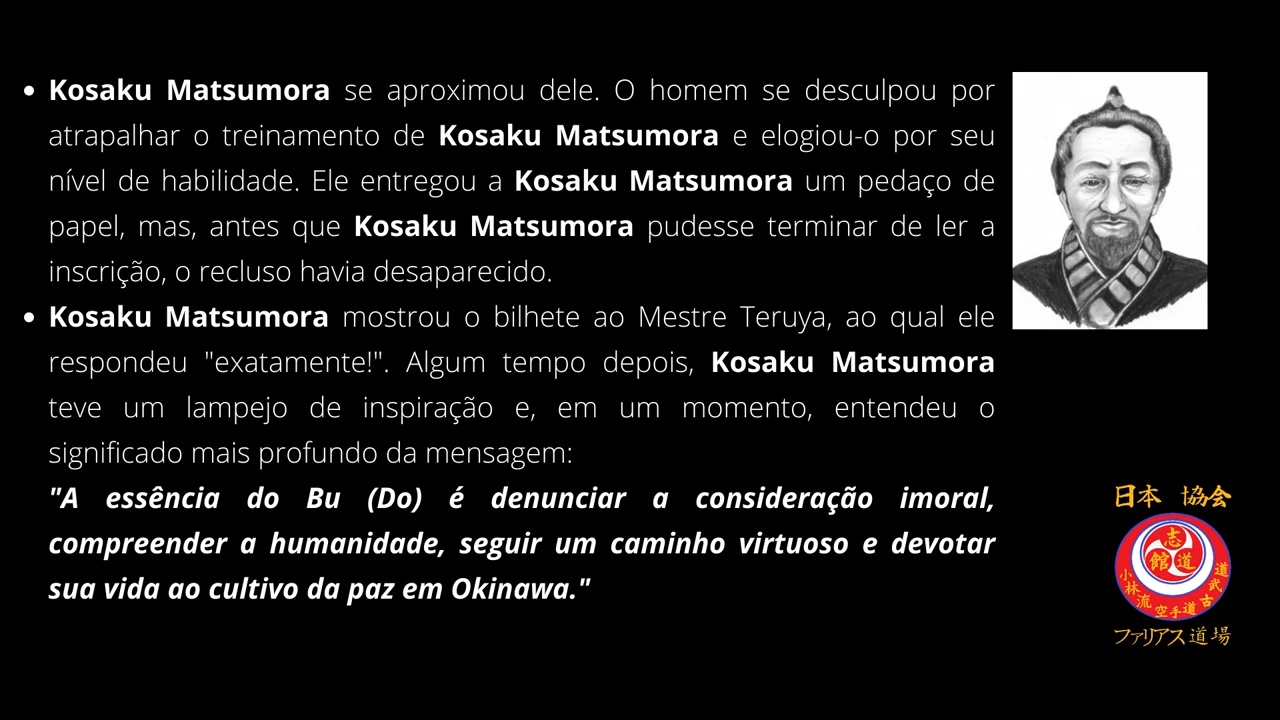 • Kosaku Matsumora se aproximou dele. O homem se desculpou por
atrapalhar o treinamento de Kosaku Matsumora e elogiou-o por seu
nível de habilidade. Ele entregou a Kosaku Matsumora um pedaço de
papel, mas, antes que Kosaku Matsumora pudesse terminar de ler a
inscrição, o recluso havia desaparecido.
• Kosaku Matsumora mostrou o bilhete ao Mestre Teruya, ao qual ele
respondeu "exatamente!". Algum tempo depois, Kosaku Matsumora
teve um lampejo de inspiração e, em um momento, entendeu o
significado mais profundo da mensagem:
"A essência do Bu (Do) é denunciar a consideração imoral,
compreender a humanidade, seguir um caminho virtuoso e devotar
sua vida ao cultivo da paz em Okinawa."
日本 協会
志
館道
小林流空手道古武道
ファリアス道場